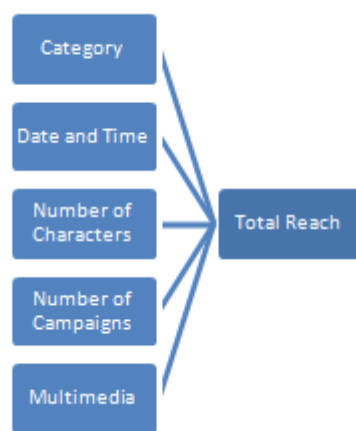 Category
Date and Time
Number of
Characters
Total Reach
Number of
Campaigns
Multimedia